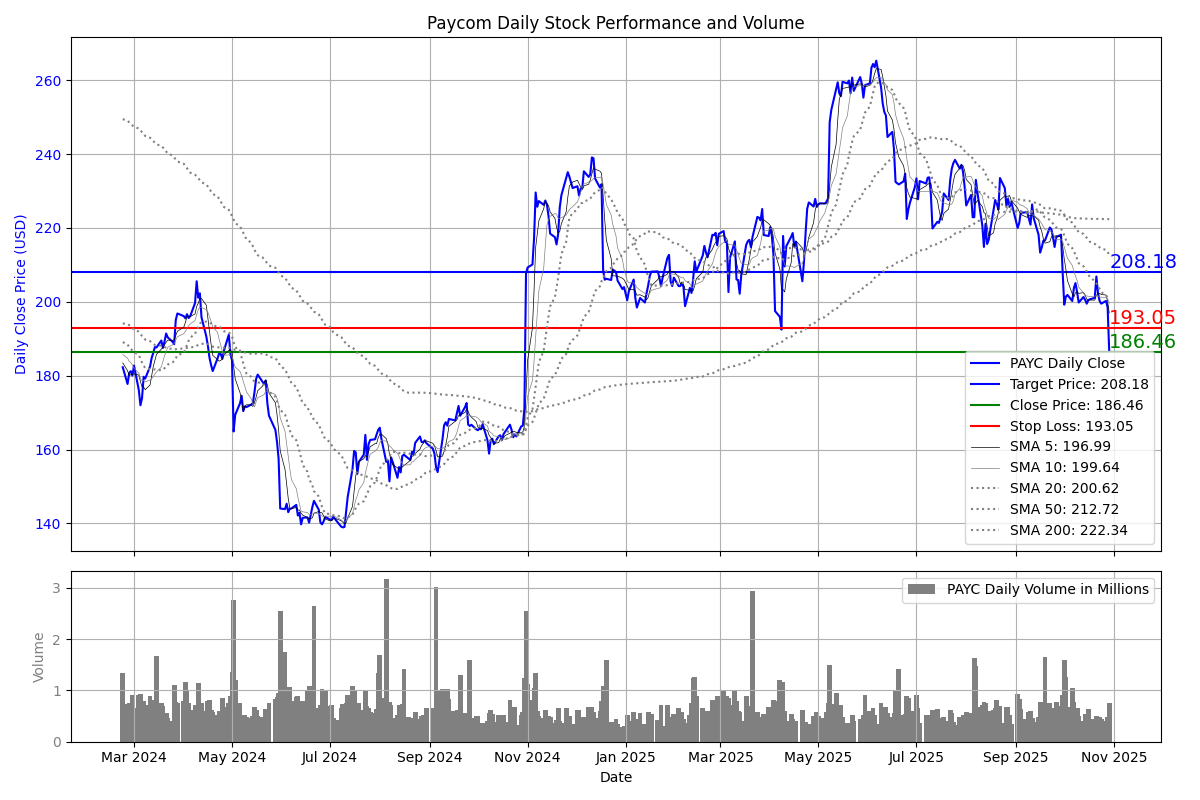 Paycom Daily Stock Performance and Volume
Daily Close Price (USD)
260
240
220
200
180
160
140
208.18
193.05
186.46
PAYC Daily Close
Target Price: 208.18
Close Price: 186.46
Stop Loss: 193.05
SMA 5: 196.99
SMA 10: 199.64
SMA 20: 200.62
SMA 50: 212.72
SMA 200: 222.34
Volume
3
2
1
0
PAYC Daily Volume in Millions
Mar 2024 May 2024 Jul 2024 Sep 2024 Nov 2024 Jan 2025 Mar 2025 May 2025 Jul 2025 Sep 2025 Nov 2025
Date